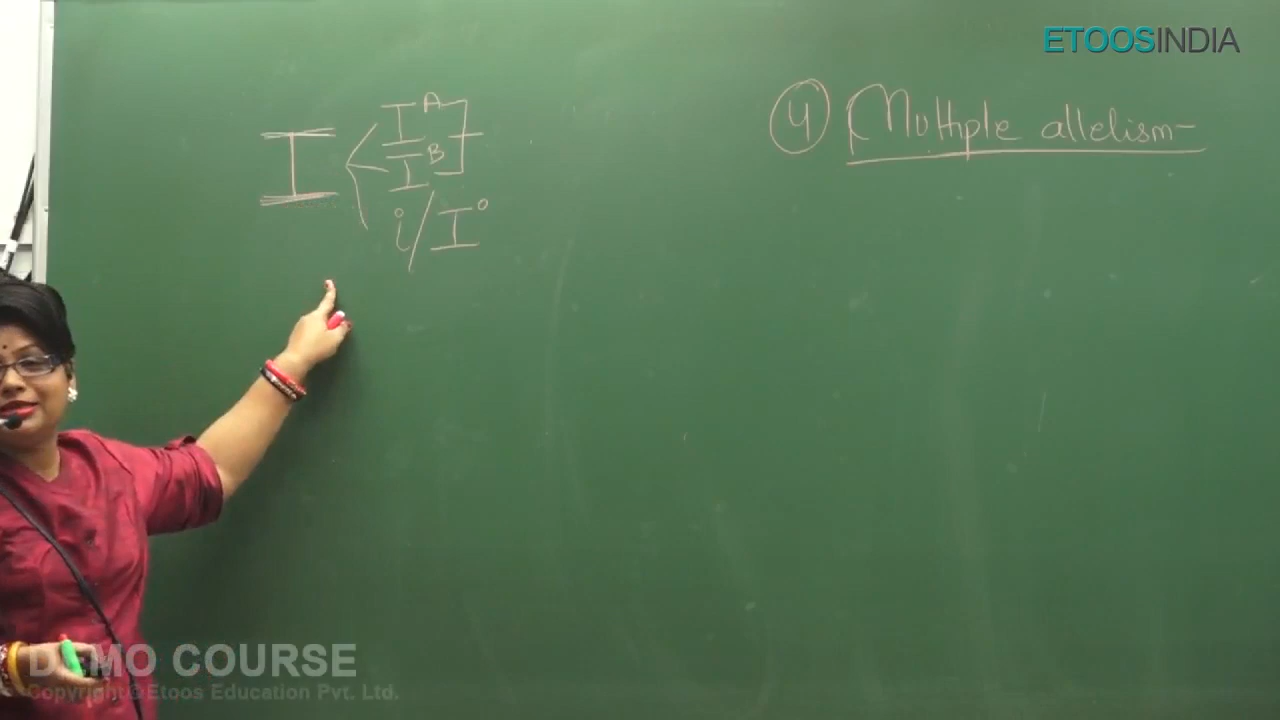 ETOOSINDIA
④ Multiple allelism-
I
I^A
I^B
i/I^o
DEMO COURSE
Copyright©Etoos Education Pvt. Ltd.